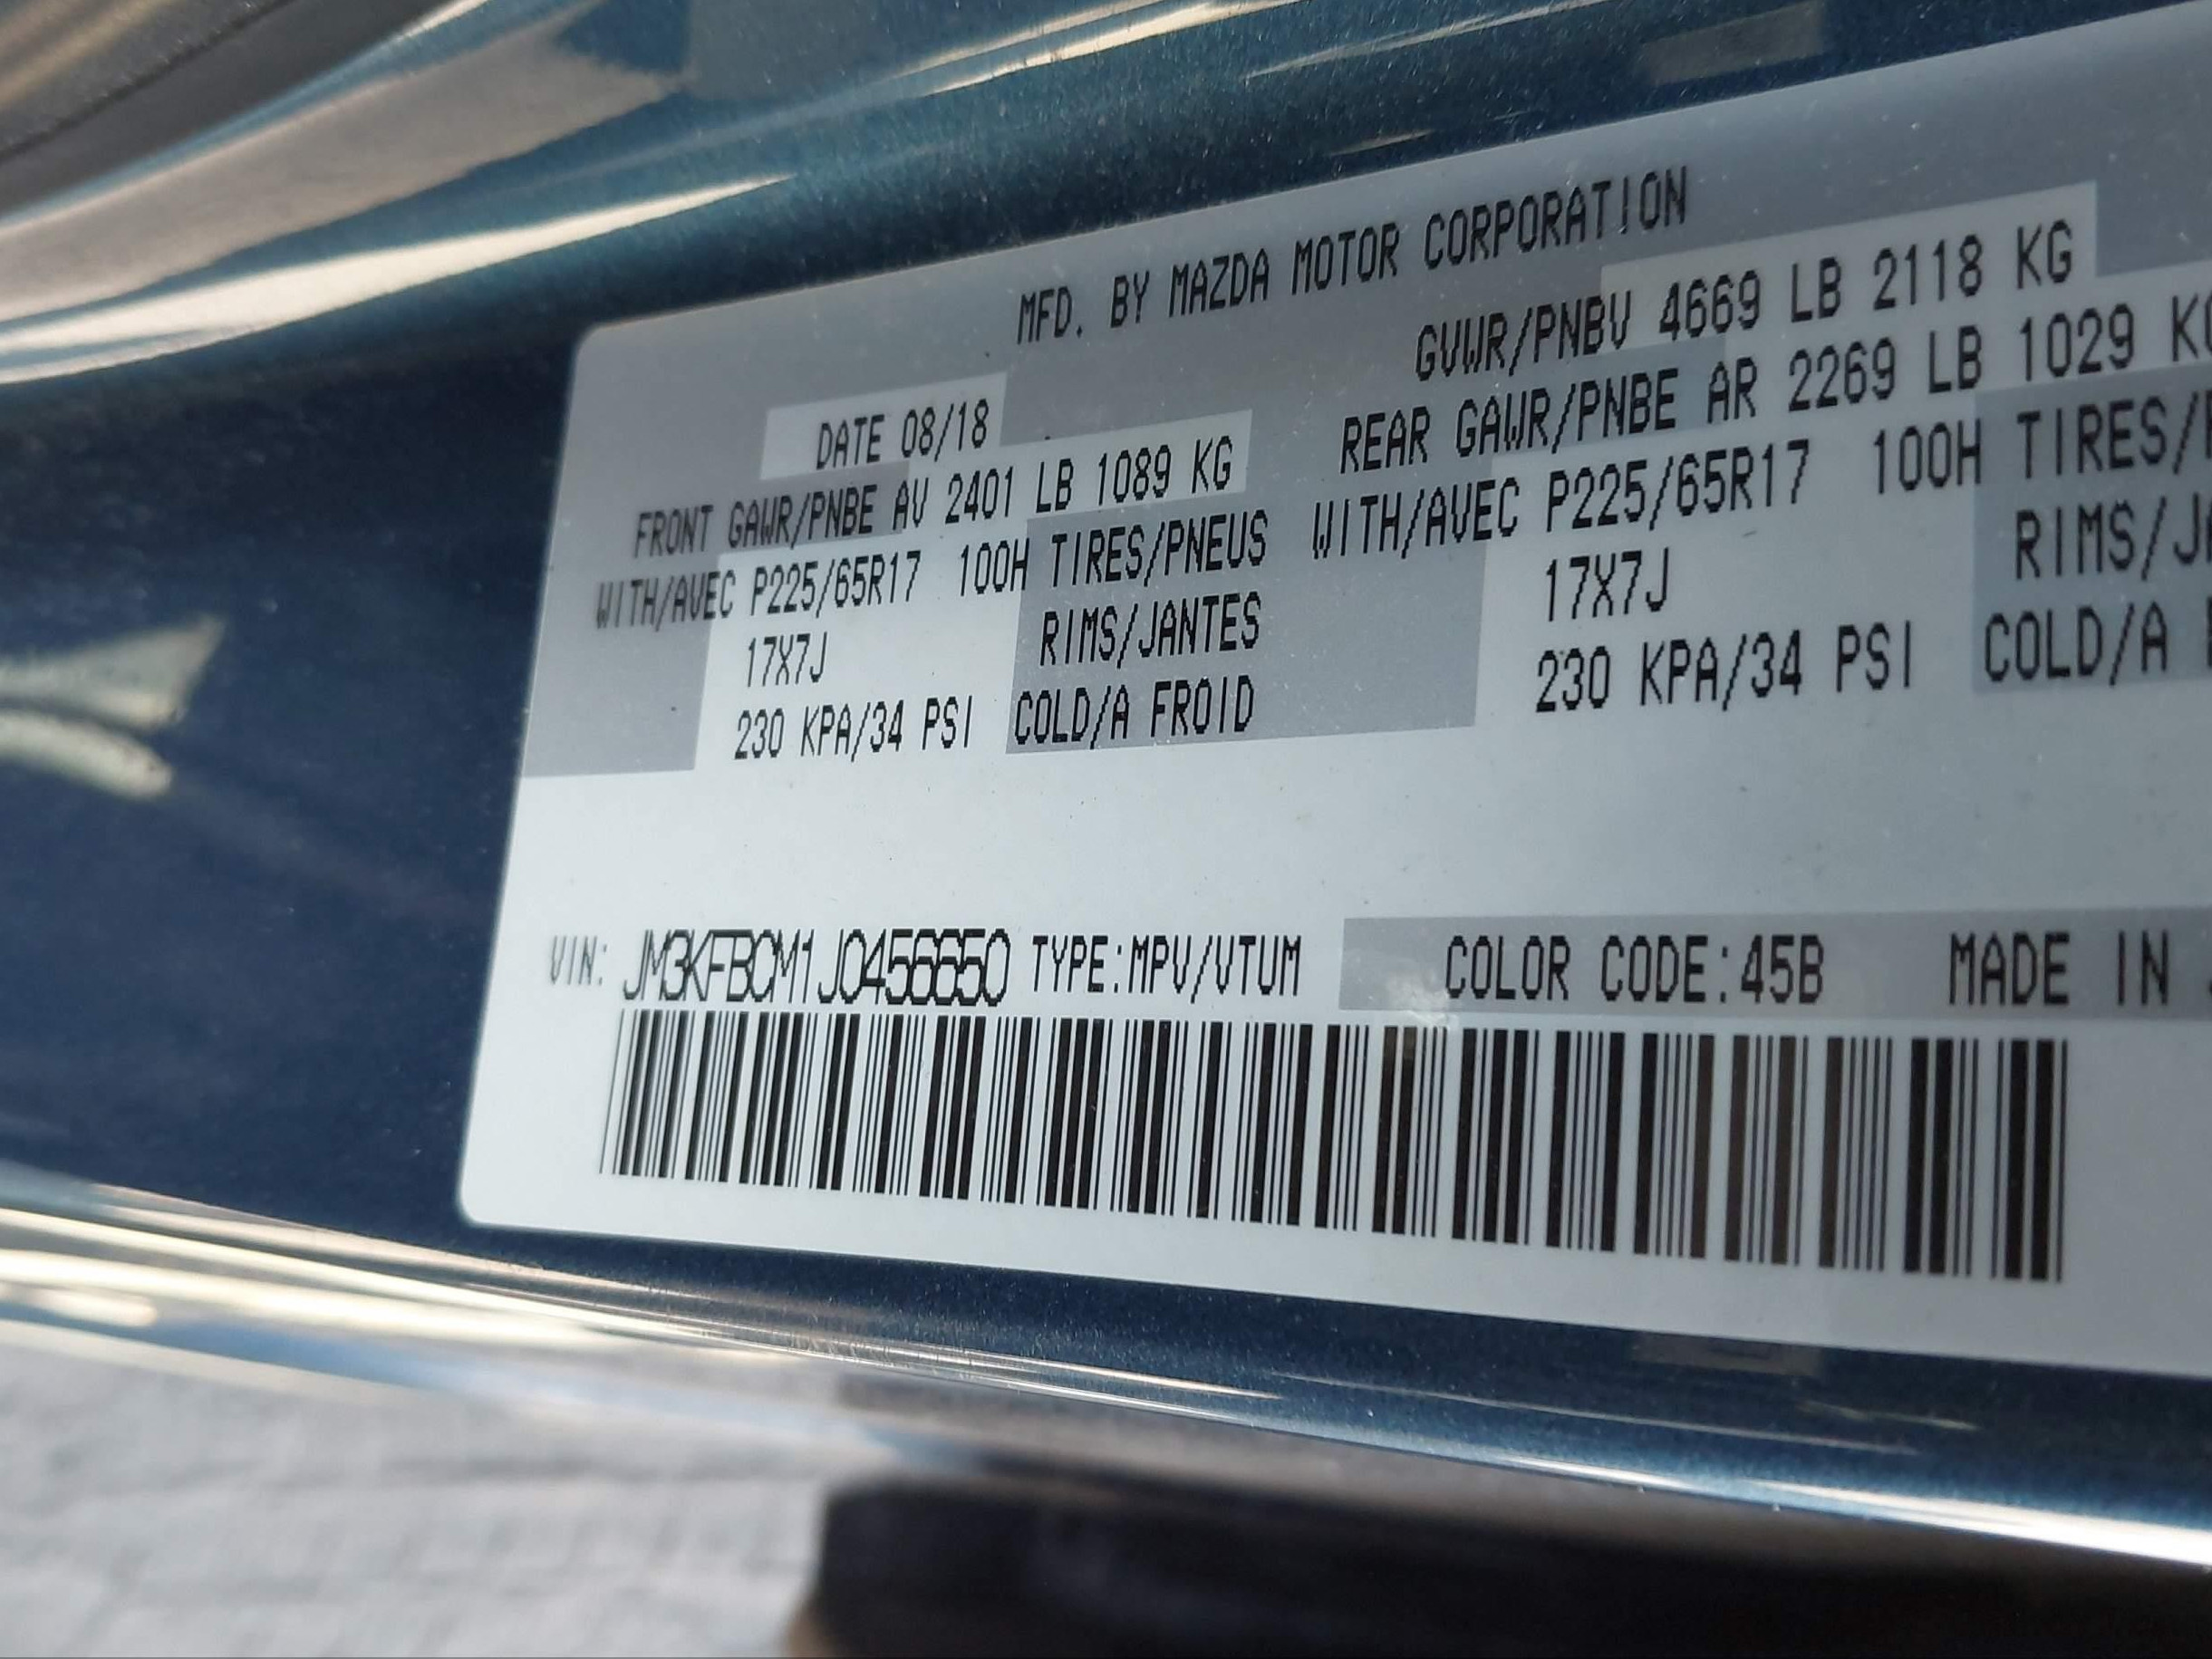 MFD. BY MAZDA MOTOR CORPORATION
DATE 08/18 GVWR/PNBV 4669 LB 2118 KG
FRONT GAWR/PNBE AV 2401 LB 1089 KG REAR GAWR/PNBE AR 2269 LB 1029 KG
WITH/AVEC P225/65R17 100H TIRES/PNEUS WITH/AVEC P225/65R17 100H TIRES/
17X7J RIMS/JANTES 17X7J RIMS/
230 KPA/34 PSI COLD/A FROID 230 KPA/34 PSI COLD/A
VIN: JM3KFBCM1J0456650 TYPE:MPV/VTUM COLOR CODE:45B MADE IN